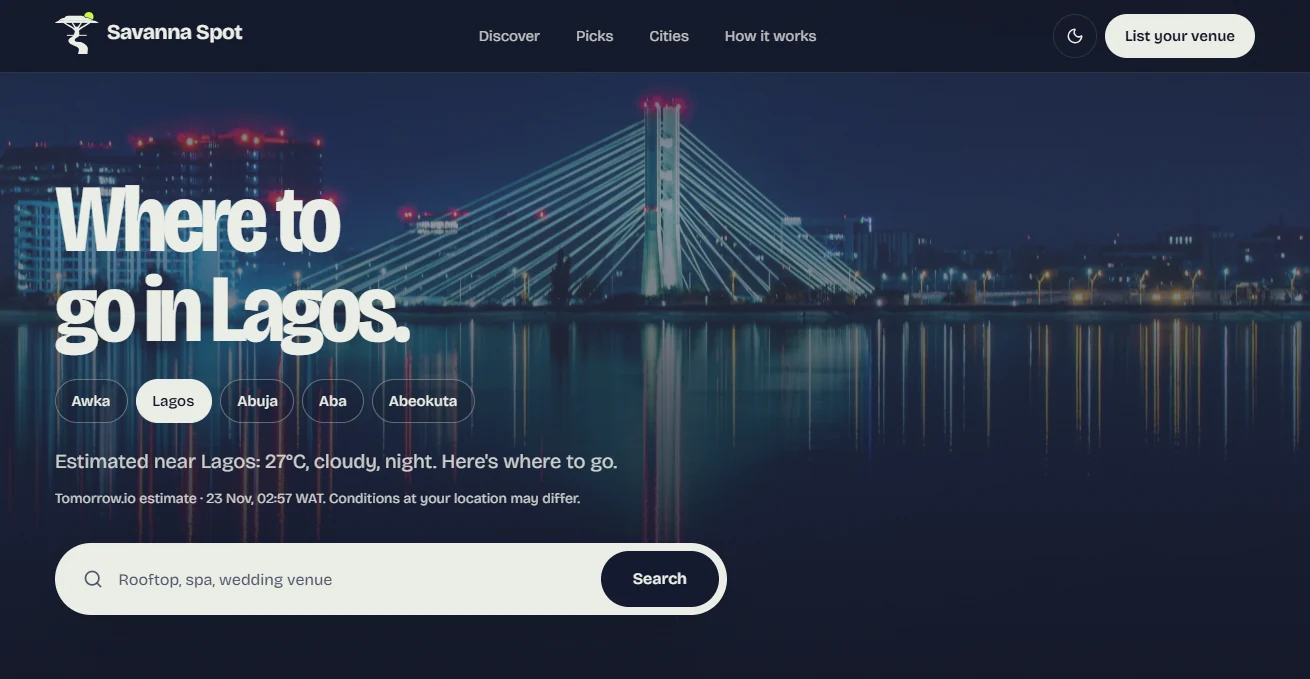 Savanna Spot
Discover
Picks
Cities
How it works
List your venue
Where to
go in Lagos.
Awka
Lagos
Abuja
Aba
Abeokuta
Estimated near Lagos: 27°C, cloudy, night. Here's where to go.
Tomorrow.io estimate · 23 Nov, 02:57 WAT. Conditions at your location may differ.
Rooftop, spa, wedding venue
Search